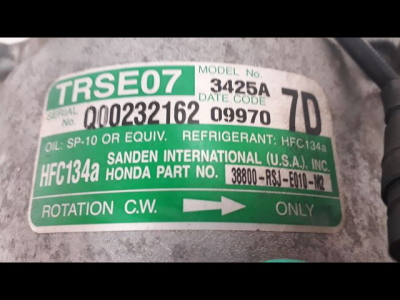 TRSE07
MODEL No.
3425A
DATE CODE
7D
SERIAL No. Q00232162 09970
OIL: SP-10 OR EQUIV. REFRIGERANT: HFC134a
HFC134a
SANDEN INTERNATIONAL (U.S.A.) INC.
HONDA PART NO. 38800-RSJ-E010-M2
ROTATION C.W. ONLY